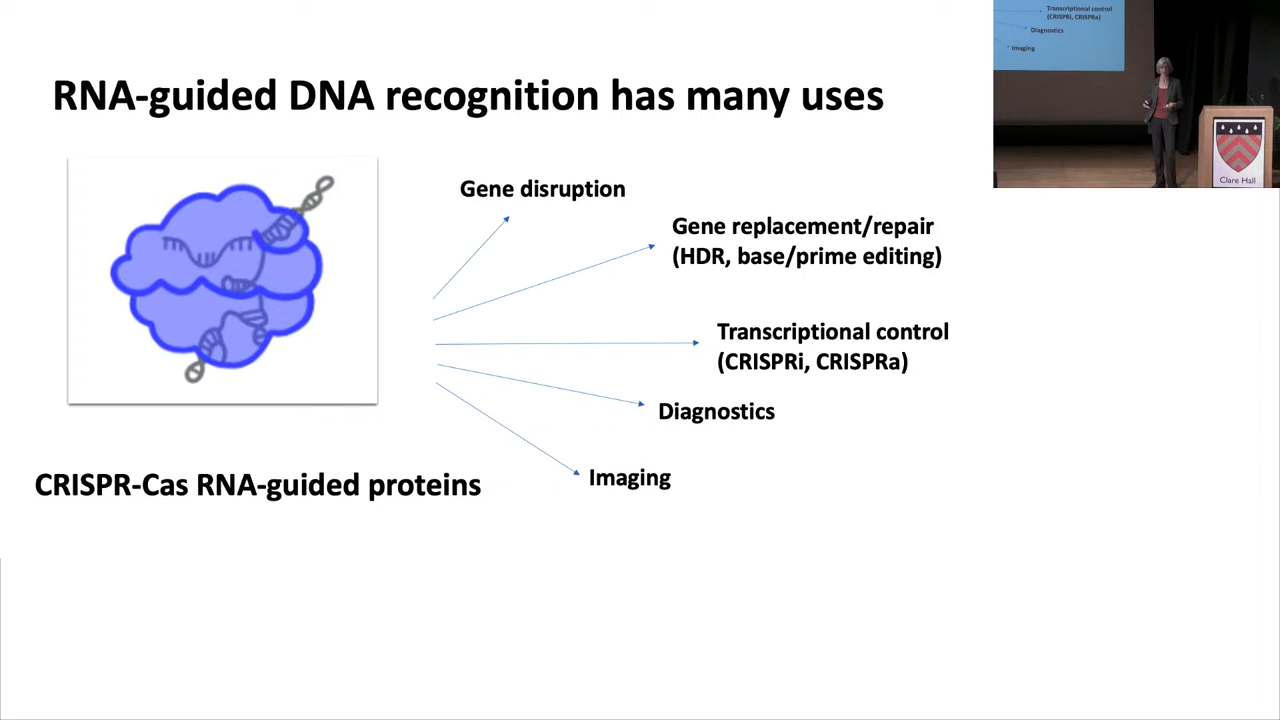 RNA-guided DNA recognition has many uses
Gene disruption
Gene replacement/repair
(HDR, base/prime editing)
Transcriptional control
(CRISPRi, CRISPRa)
Diagnostics
Imaging
CRISPR-Cas RNA-guided proteins
Transcriptional control
(CRISPRi, CRISPRa)
Diagnostics
Imaging
Clare Hall